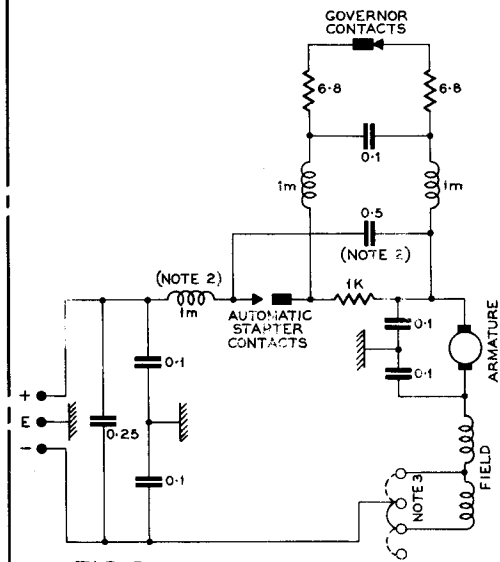 GOVERNOR
CONTACTS
6·8
6·8
0·1
1m
1m
0·5
(NOTE 2)
(NOTE 2)
1m
1K
AUTOMATIC
STARTER
CONTACTS
0·1
0·1
0·1
ARMATURE
+
E
-
0·25
0·1
NOTE 3
FIELD